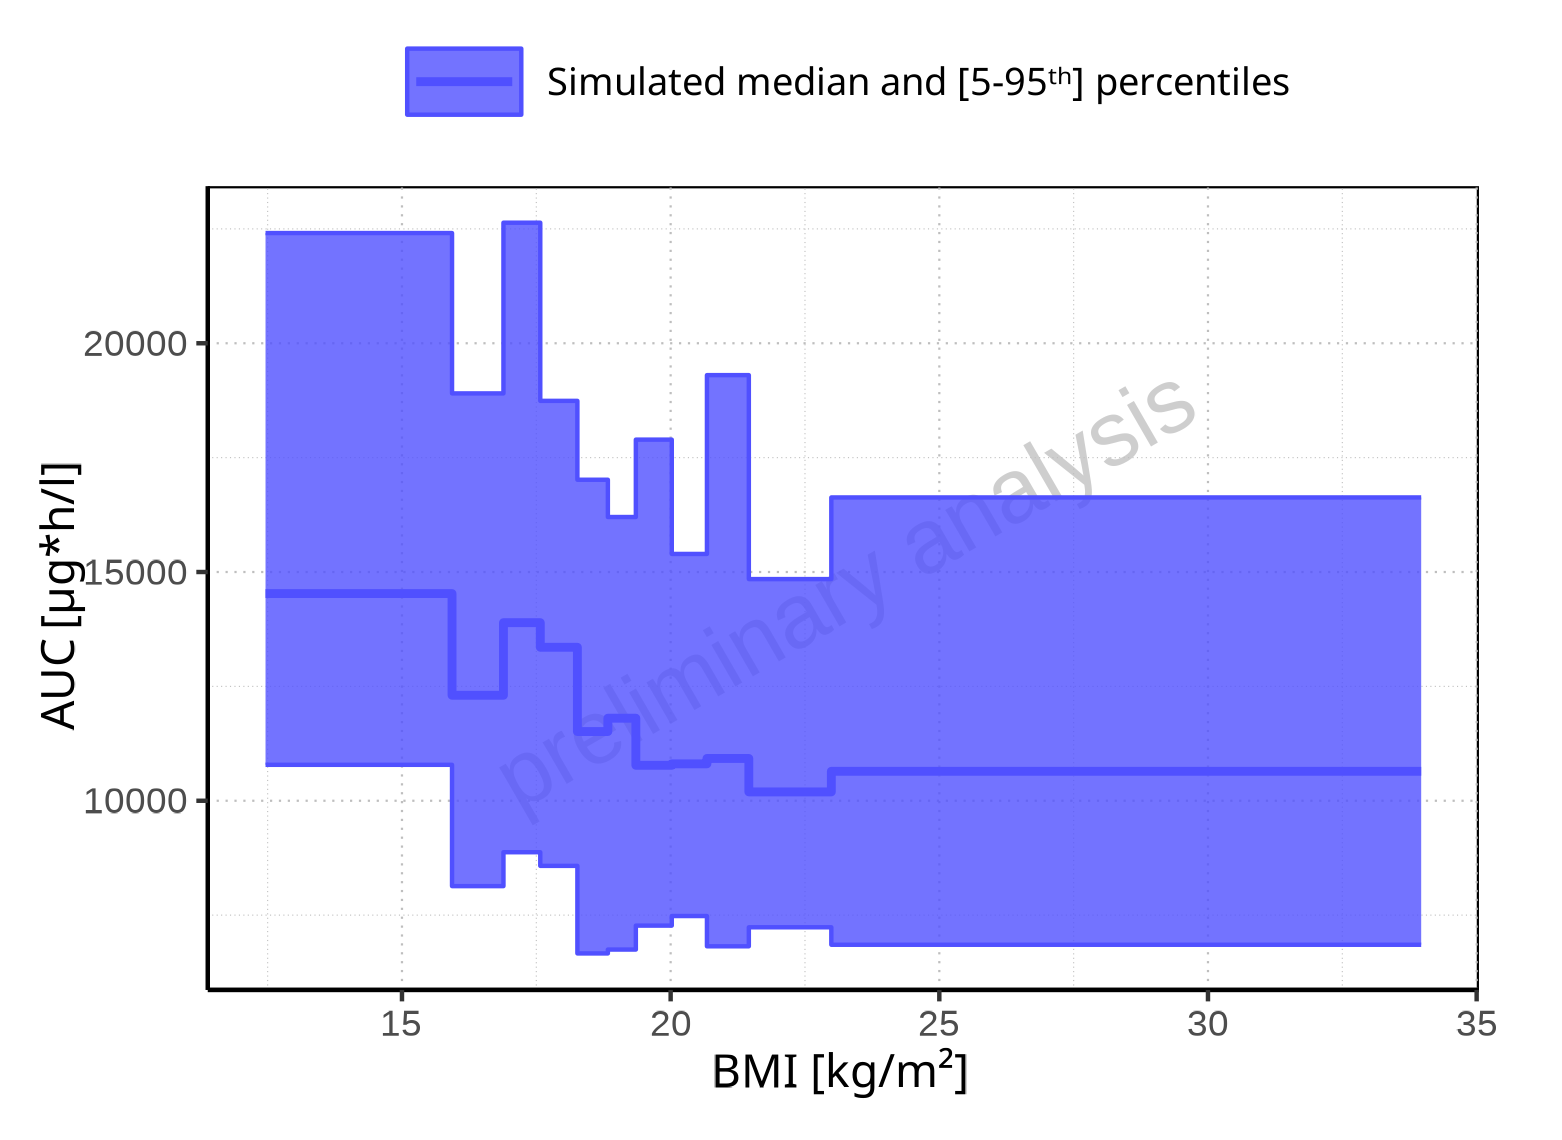 Simulated median and [5-95ᵗʰ] percentiles
20000
15000
10000
AUC [µg*h/l]
preliminary analysis
15 20 25 30 35
BMI [kg/m²]